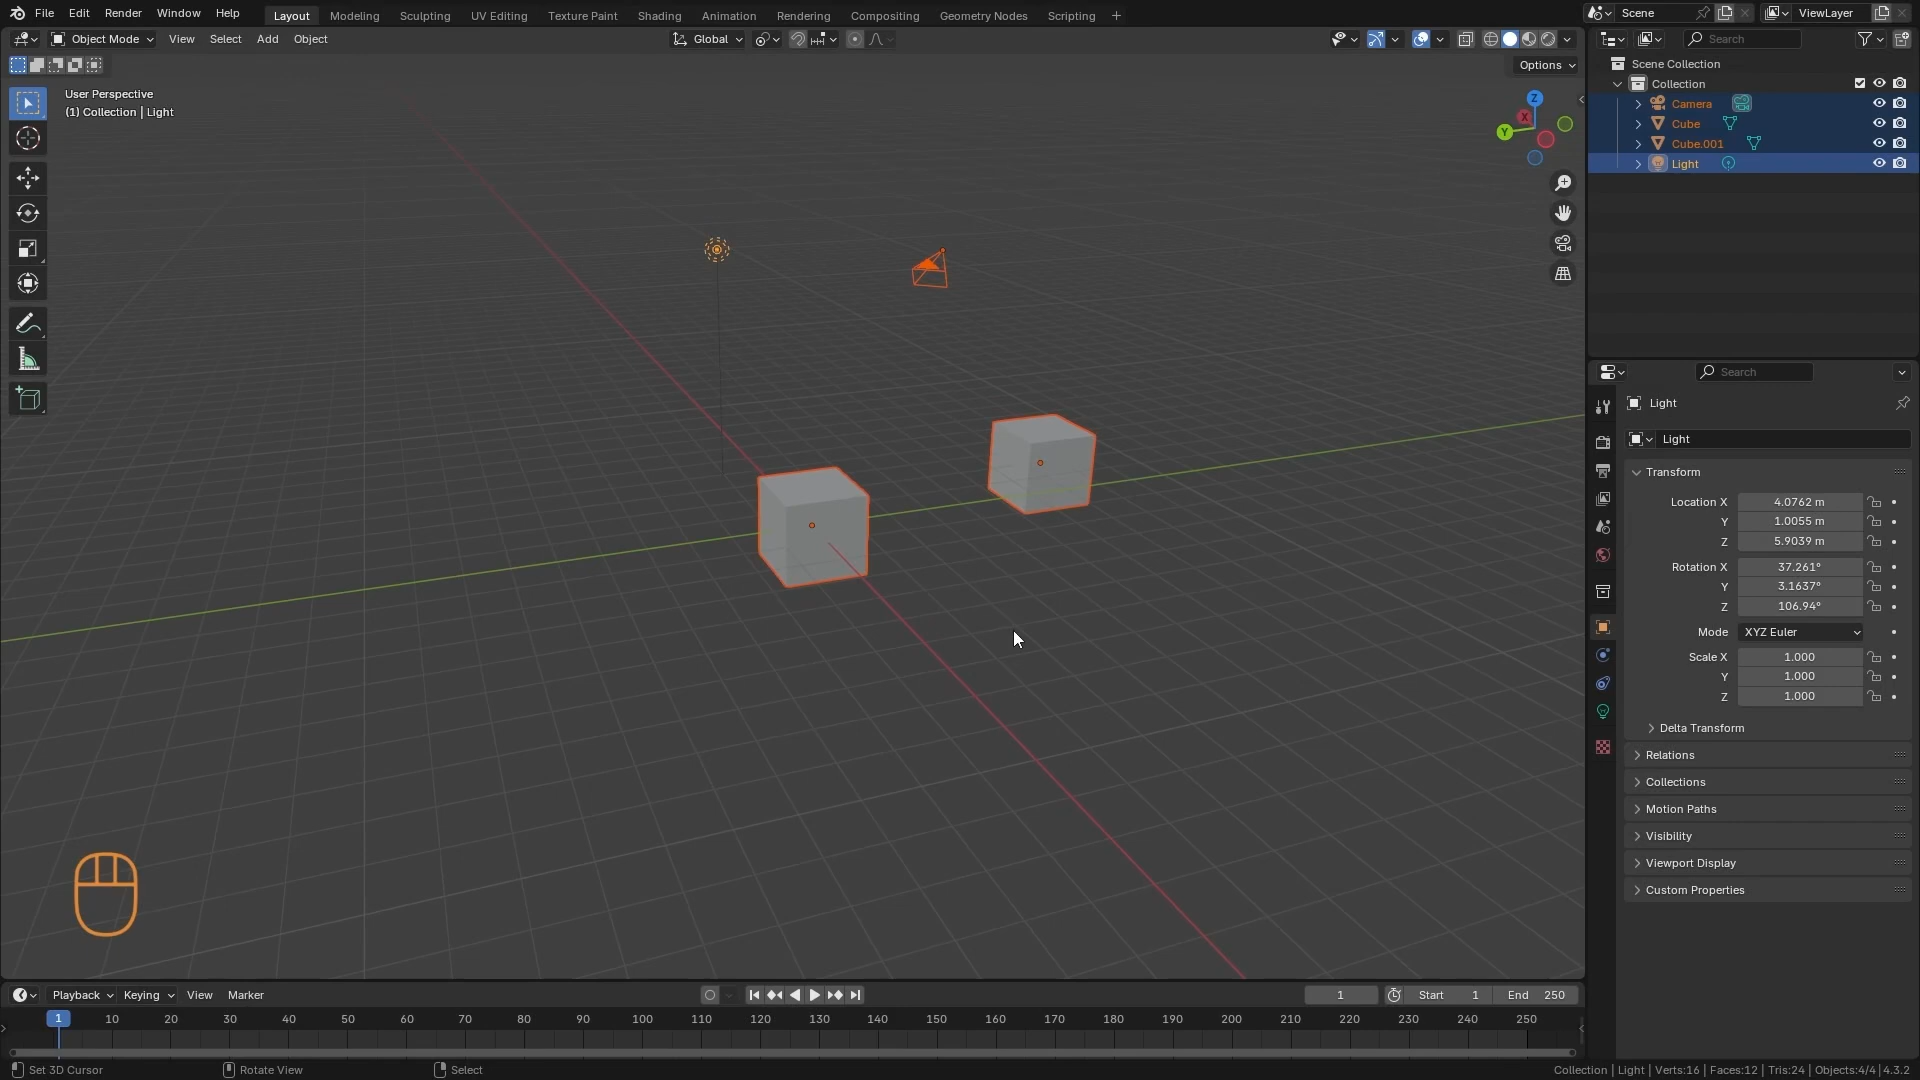 File Edit Render Window Help Layout Modeling Sculpting UV Editing Texture Paint Shading Animation Rendering Compositing Geometry Nodes Scripting + Scene ViewLayer
Object Mode View Select Add Object Global Search
Options
User Perspective
(1) Collection | Light
Z
X
Y
Scene Collection
Collection
Camera
Cube
Cube.001
Light
Search
Light
Light
Transform
Location X 4.0762 m
Y 1.0055 m
Z 5.9039 m
Rotation X 37.261°
Y 3.1637°
Z 106.94°
Mode XYZ Euler
Scale X 1.000
Y 1.000
Z 1.000
Delta Transform
Relations
Collections
Motion Paths
Visibility
Viewport Display
Custom Properties
Playback Keying View Marker 1 Start 1 End 250
1 10 20 30 40 50 60 70 80 90 100 110 120 130 140 150 160 170 180 190 200 210 220 230 240 250
Set 3D Cursor Rotate View Select Collection | Light | Verts:16 | Faces:12 | Tris:24 | Objects:4/4 | 4.3.2